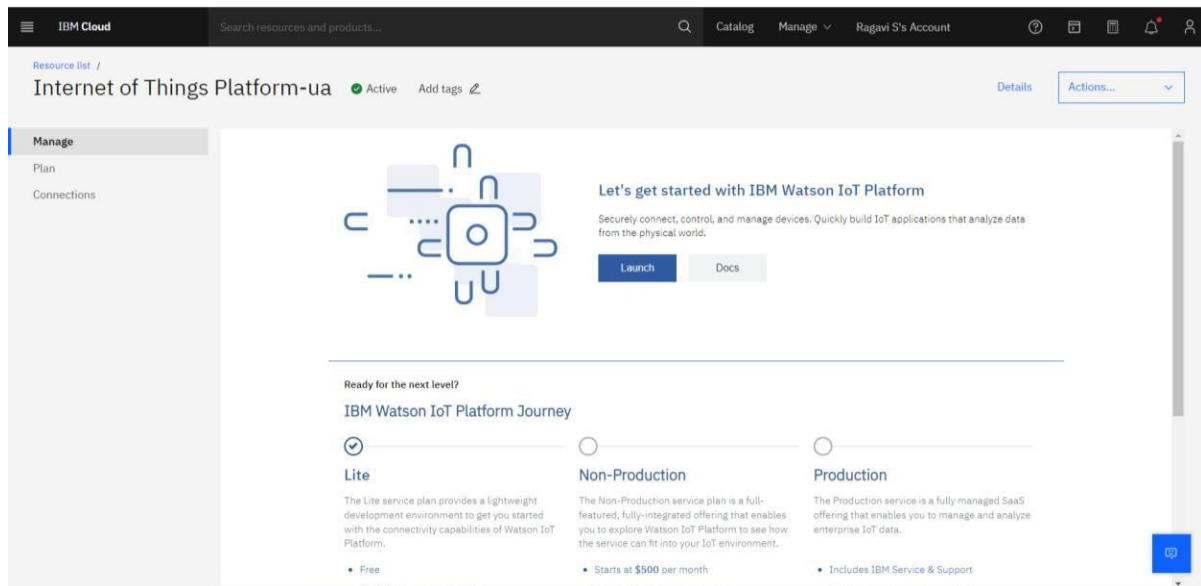 IBM Cloud
Search resources and products...
Catalog
Manage
Ragavi S's Account
Resource list /
Internet of Things Platform-ua
Active
Add tags
Details
Actions...
Manage
Plan
Connections
Let's get started with IBM Watson IoT Platform
Securely connect, control, and manage devices. Quickly build IoT applications that analyze data
from the physical world.
Launch
Docs
Ready for the next level?
IBM Watson IoT Platform Journey
Lite
The Lite service plan provides a lightweight
development environment to get you started
with the connectivity capabilities of Watson IoT
Platform.
• Free
Non-Production
The Non-Production service plan is a full-
featured, fully-integrated offering that enables
you to explore Watson IoT Platform to see how
the service can fit into your IoT environment.
• Starts at $500 per month
Production
The Production service is a fully managed SaaS
offering that enables you to manage and analyze
enterprise IoT data.
• Includes IBM Service & Support